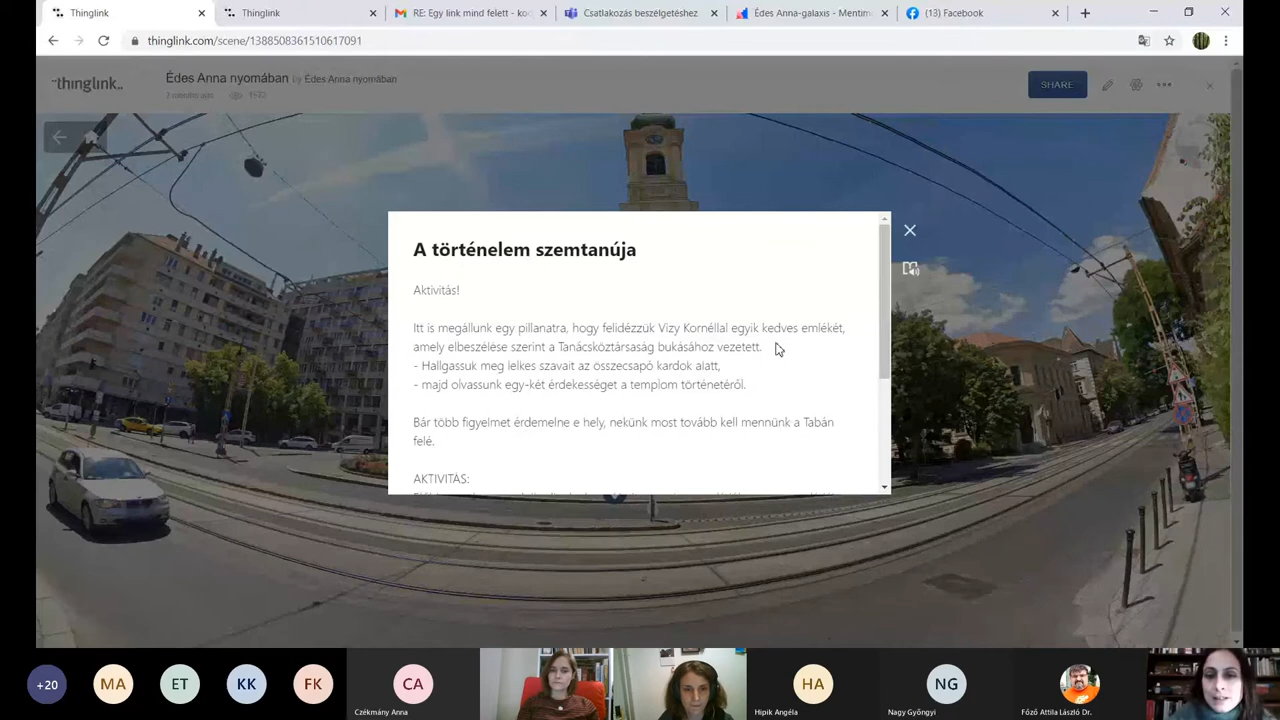 Thinglink
Thinglink
RE: Egy link mind felett - koc
Csatlakozás beszélgetéshez
Édes Anna-galaxis - Mentim
(13) Facebook
thinglink.com/scene/1388508361510617091
thinglink..
Édes Anna nyomában by Édes Anna nyomában
SHARE
A történelem szemtanúja
Aktivitás!
Itt is megállunk egy pillanatra, hogy felidézzük Vizy Kornéllal egyik kedves emlékét,
amely elbeszélése szerint a Tanácsköztársaság bukásához vezetett.
- Hallgassuk meg lelkes szavait az összecsapó kardok alatt,
- majd olvassunk egy-két érdekességet a templom történetéről.
Bár több figyelmet érdemelne e hely, nekünk most tovább kell mennünk a Tabán
felé.
AKTIVITÁS:
+20
MA
ET
KK
FK
CA
HA
NG
Czékmány Anna
Hipik Angéla
Nagy Gyöngyi
Főző Attila László Dr.